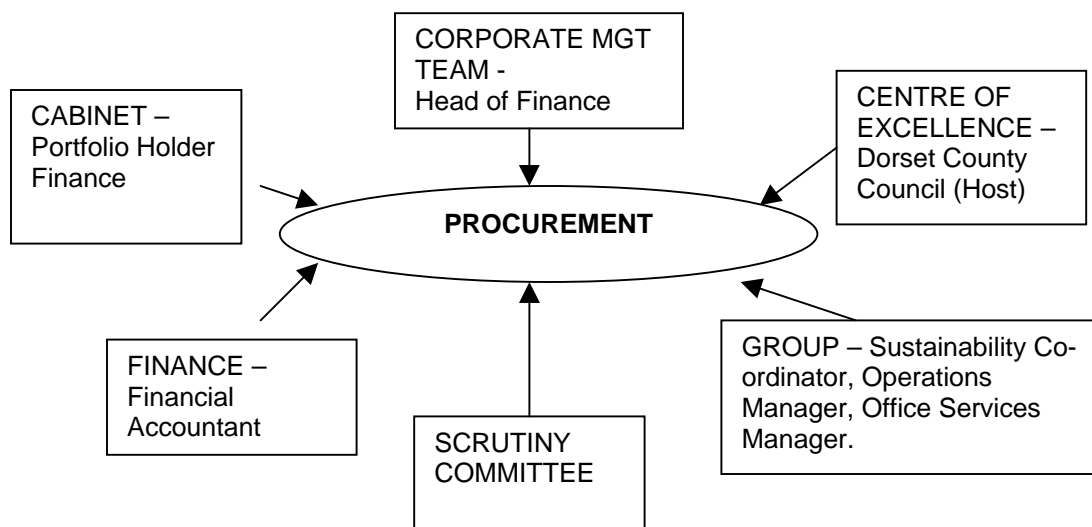 CORPORATE MGT
TEAM -
Head of Finance
CABINET –
Portfolio Holder
Finance
CENTRE OF
EXCELLENCE –
Dorset County
Council (Host)
PROCUREMENT
FINANCE –
Financial
Accountant
SCRUTINY
COMMITTEE
GROUP – Sustainability Co-
ordinator, Operations
Manager, Office Services
Manager.